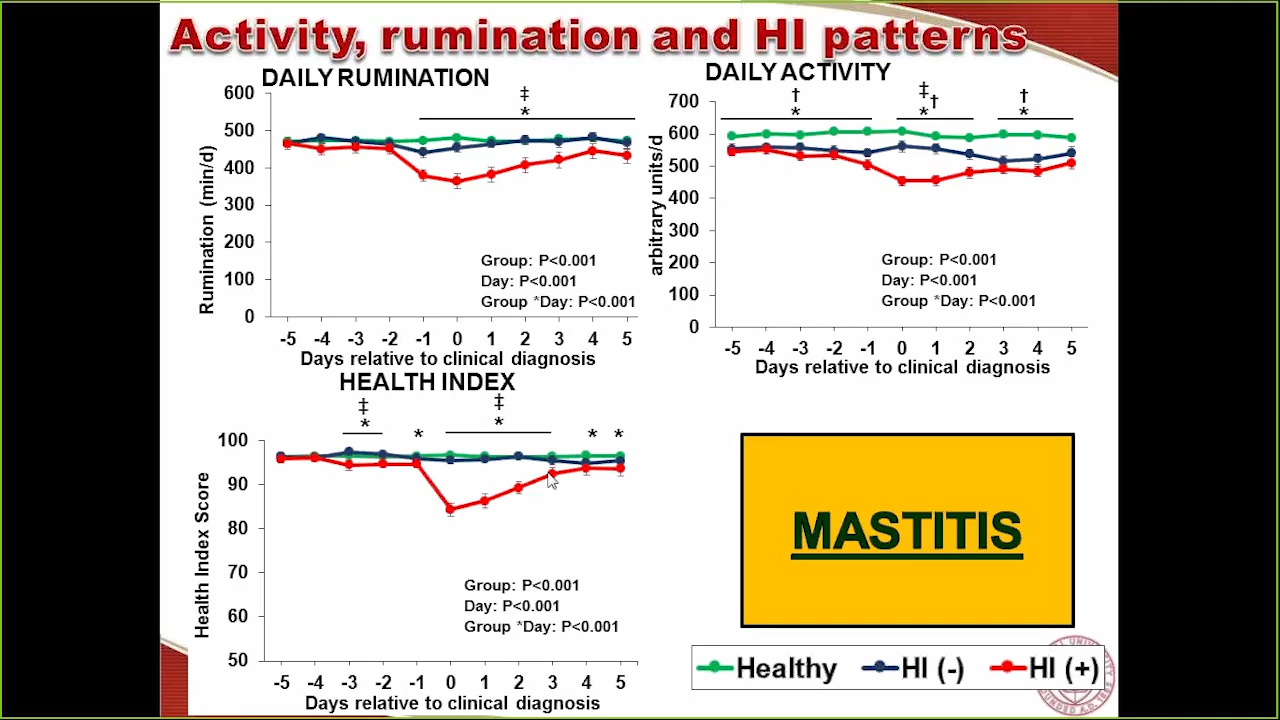 Activity, rumination and HI patterns
DAILY RUMINATION
‡
*
600
500
400
300
200
100
0
Rumination (min/d)
Group: P<0.001
Day: P<0.001
Group *Day: P<0.001
-5 -4 -3 -2 -1 0 1 2 3 4 5
Days relative to clinical diagnosis
DAILY ACTIVITY
† ‡ † †
* * *
700
600
500
400
300
200
100
0
arbitrary units/d
Group: P<0.001
Day: P<0.001
Group *Day: P<0.001
-5 -4 -3 -2 -1 0 1 2 3 4 5
Days relative to clinical diagnosis
HEALTH INDEX
‡ ‡
* * * * *
100
90
80
70
60
50
Health Index Score
Group: P<0.001
Day: P<0.001
Group *Day: P<0.001
-5 -4 -3 -2 -1 0 1 2 3 4 5
Days relative to clinical diagnosis
MASTITIS
Healthy HI (-) HI (+)